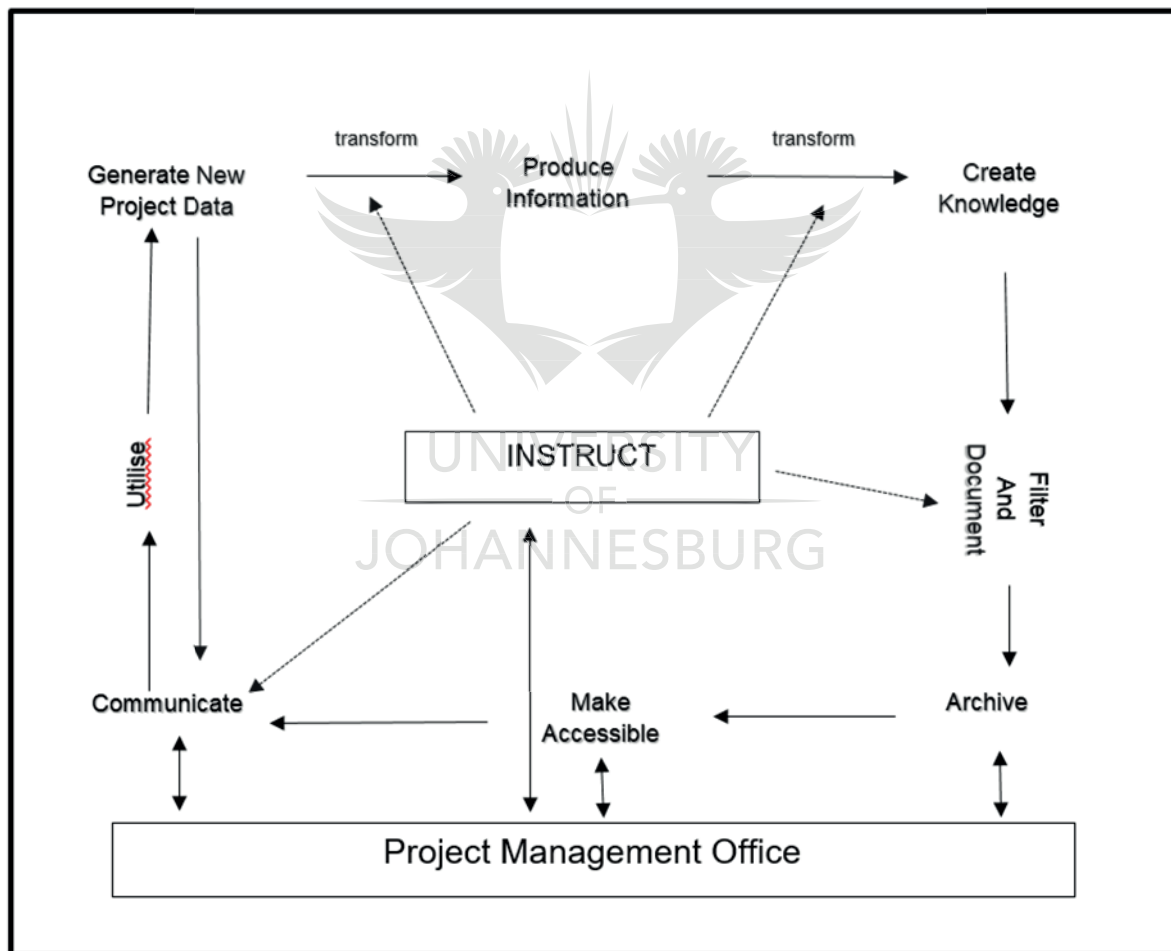 transform
transform
Generate New
Project Data
Produce
Information
Create
Knowledge
Utilise
INSTRUCT
Filter
And
Document
UNIVERSITY
OF
JOHANNESBURG
Communicate
Make
Accessible
Archive
Project Management Office